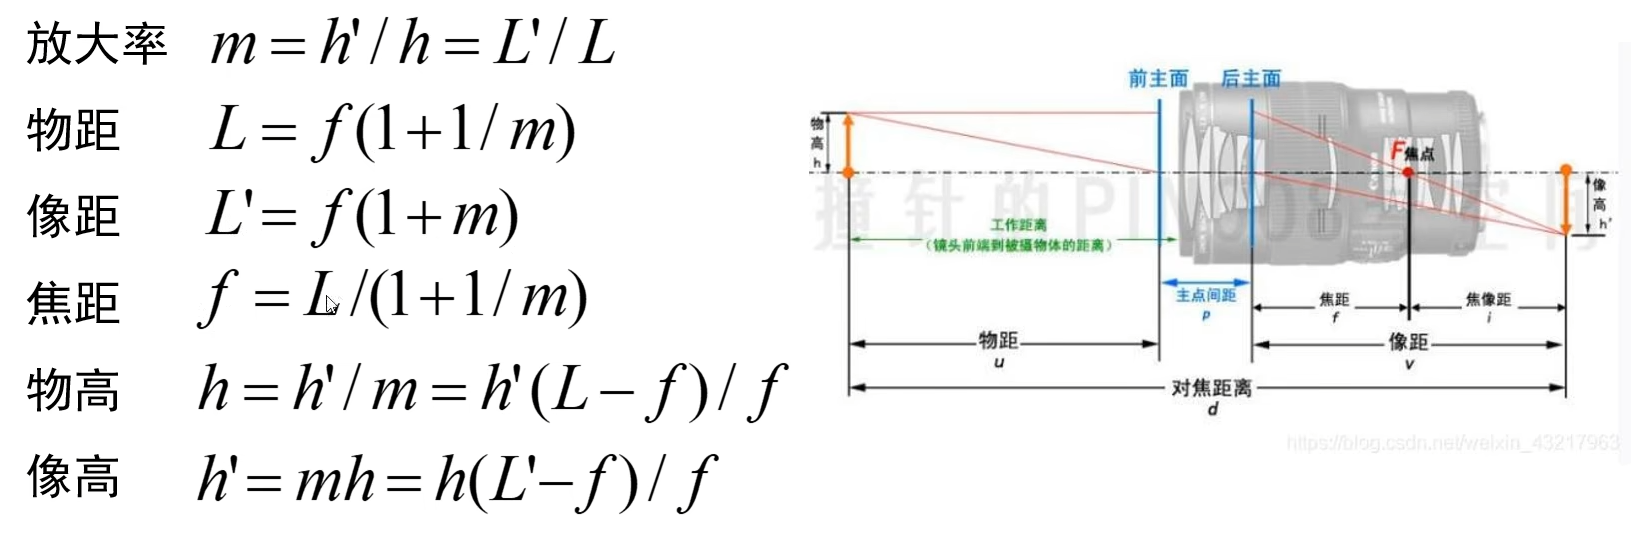 放大率 m = h' / h = L' / L
物距 L = f(1+1/m)
像距 L' = f(1+m)
焦距 f = L/(1+1/m)
物高 h = h' / m = h'(L − f) / f
像高 h' = mh = h(L'−f) / f
前主面 后主面
物高 h
F 焦点
像高 h'
工作距离
(镜头前端到被摄物体的距离)
主点间距
p
焦距
f
焦像距
i
物距
u
像距
v
对焦距离
d
https://blog.csdn.net/weixin_43217963